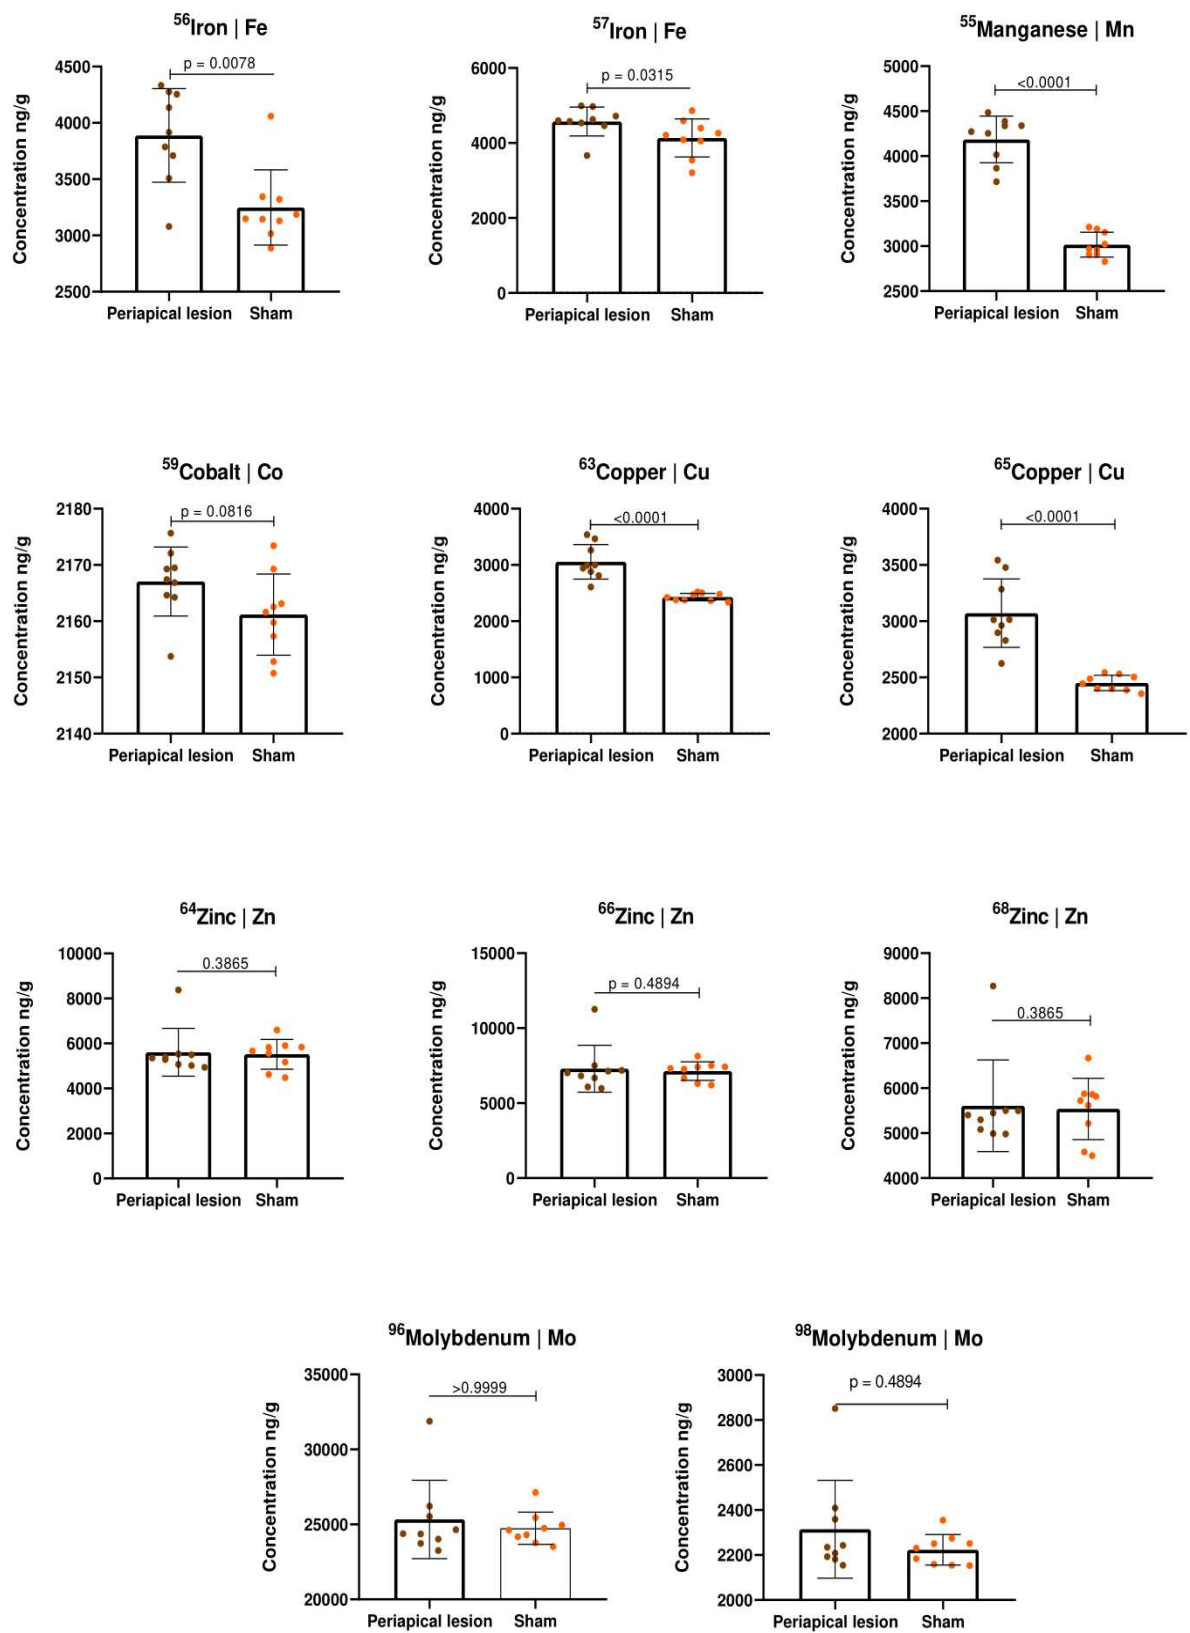 ⁵⁶Iron | Fe
Concentration ng/g
4500
4000
3500
3000
2500
p = 0.0078
Periapical lesion Sham
⁵⁷Iron | Fe
Concentration ng/g
6000
4000
2000
0
p = 0.0315
Periapical lesion Sham
⁵⁵Manganese | Mn
Concentration ng/g
5000
4500
4000
3500
3000
2500
<0.0001
Periapical lesion Sham
⁵⁹Cobalt | Co
Concentration ng/g
2180
2170
2160
2150
2140
p = 0.0816
Periapical lesion Sham
⁶³Copper | Cu
Concentration ng/g
4000
3000
2000
1000
0
<0.0001
Periapical lesion Sham
⁶⁵Copper | Cu
Concentration ng/g
4000
3500
3000
2500
2000
<0.0001
Periapical lesion Sham
⁶⁴Zinc | Zn
Concentration ng/g
10000
8000
6000
4000
2000
0
0.3865
Periapical lesion Sham
⁶⁶Zinc | Zn
Concentration ng/g
15000
10000
5000
0
p = 0.4894
Periapical lesion Sham
⁶⁸Zinc | Zn
Concentration ng/g
9000
8000
7000
6000
5000
4000
0.3865
Periapical lesion Sham
⁹⁶Molybdenum | Mo
Concentration ng/g
35000
30000
25000
20000
>0.9999
Periapical lesion Sham
⁹⁸Molybdenum | Mo
Concentration ng/g
3000
2800
2600
2400
2200
2000
p = 0.4894
Periapical lesion Sham